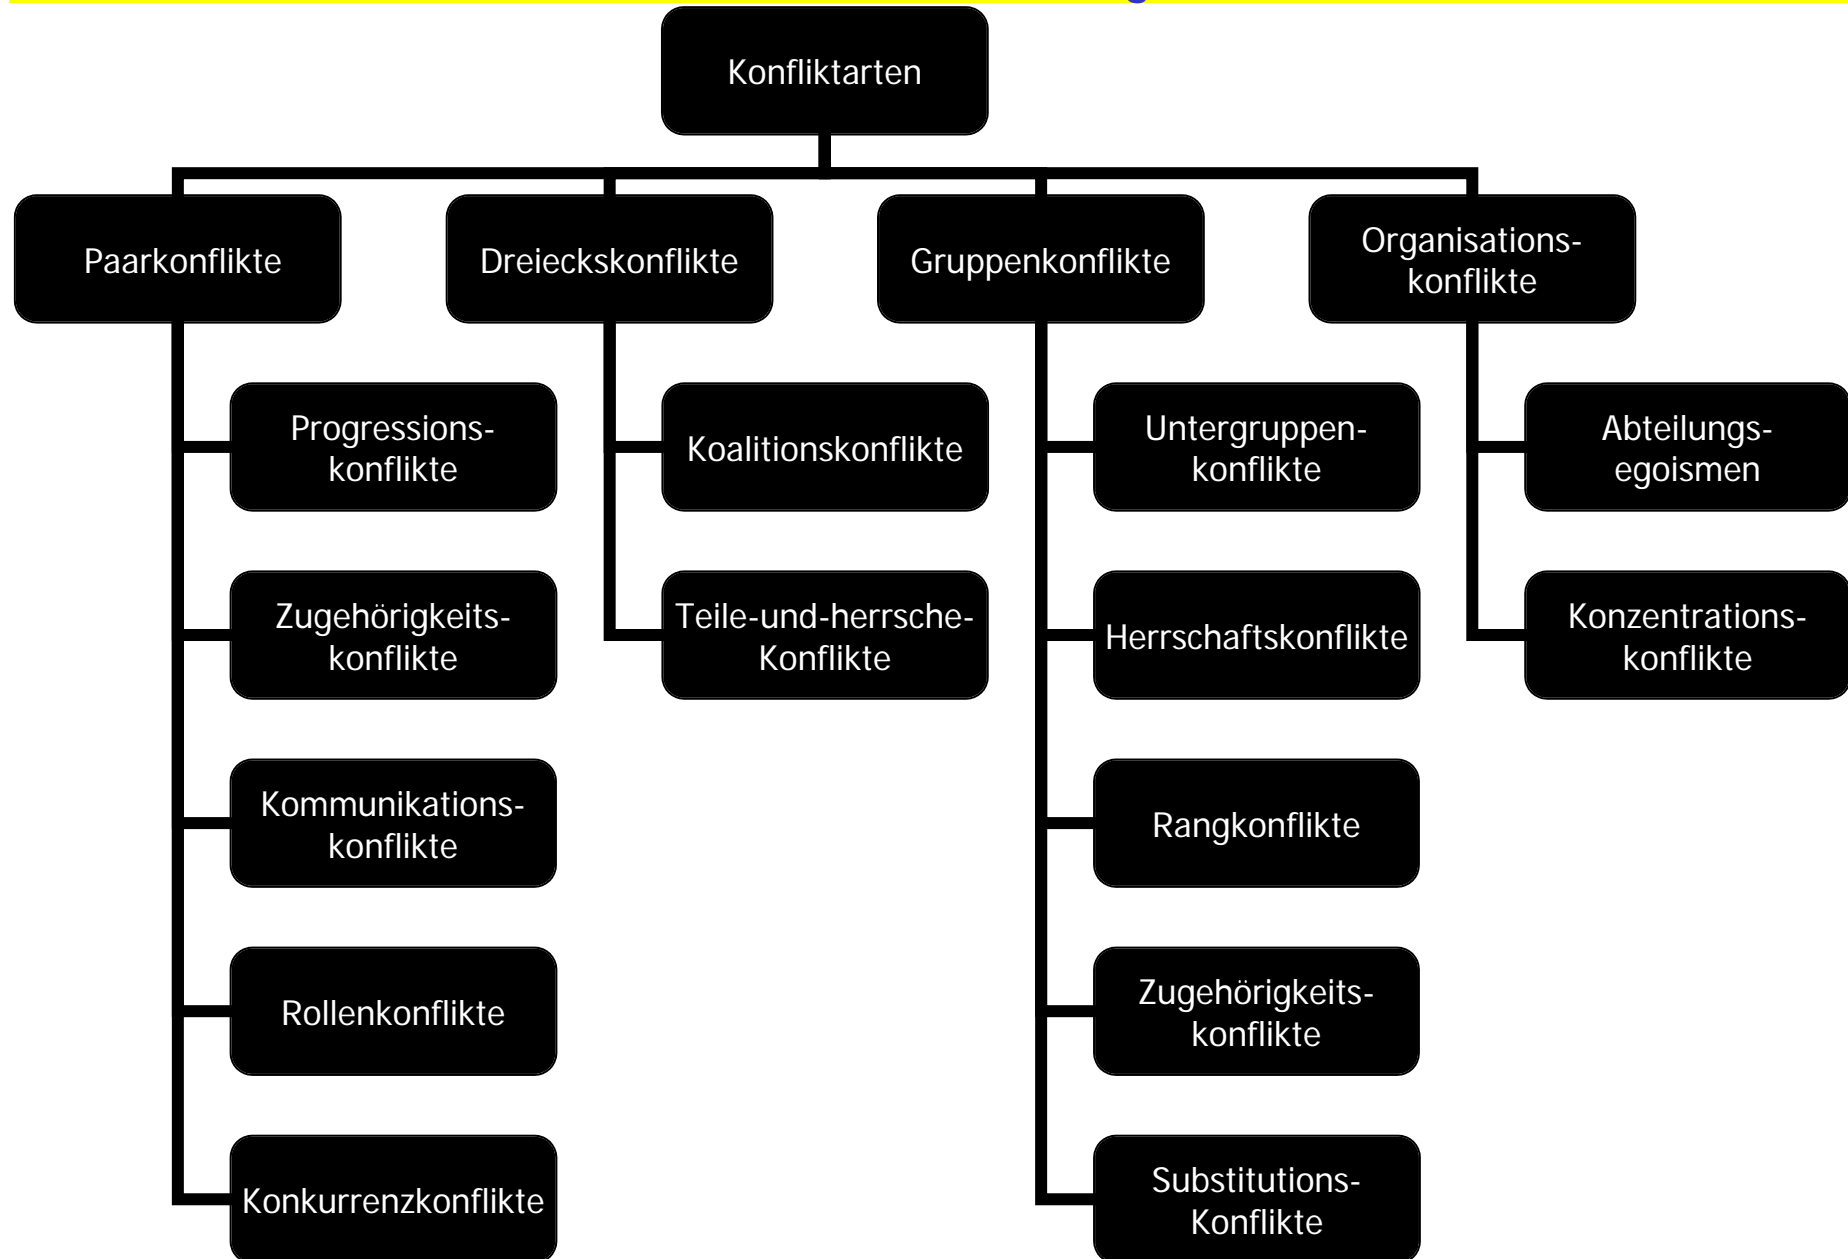 Konfliktarten
Paarkonflikte
Dreieckskonflikte
Gruppenkonflikte
Organisations-
konflikte
Progressions-
konflikte
Zugehörigkeits-
konflikte
Kommunikations-
konflikte
Rollenkonflikte
Konkurrenzkonflikte
Koalitionskonflikte
Teile-und-herrsche-
Konflikte
Untergruppen-
konflikte
Herrschaftskonflikte
Rangkonflikte
Zugehörigkeits-
konflikte
Substitutions-
Konflikte
Abteilungs-
egoismen
Konzentrations-
konflikte